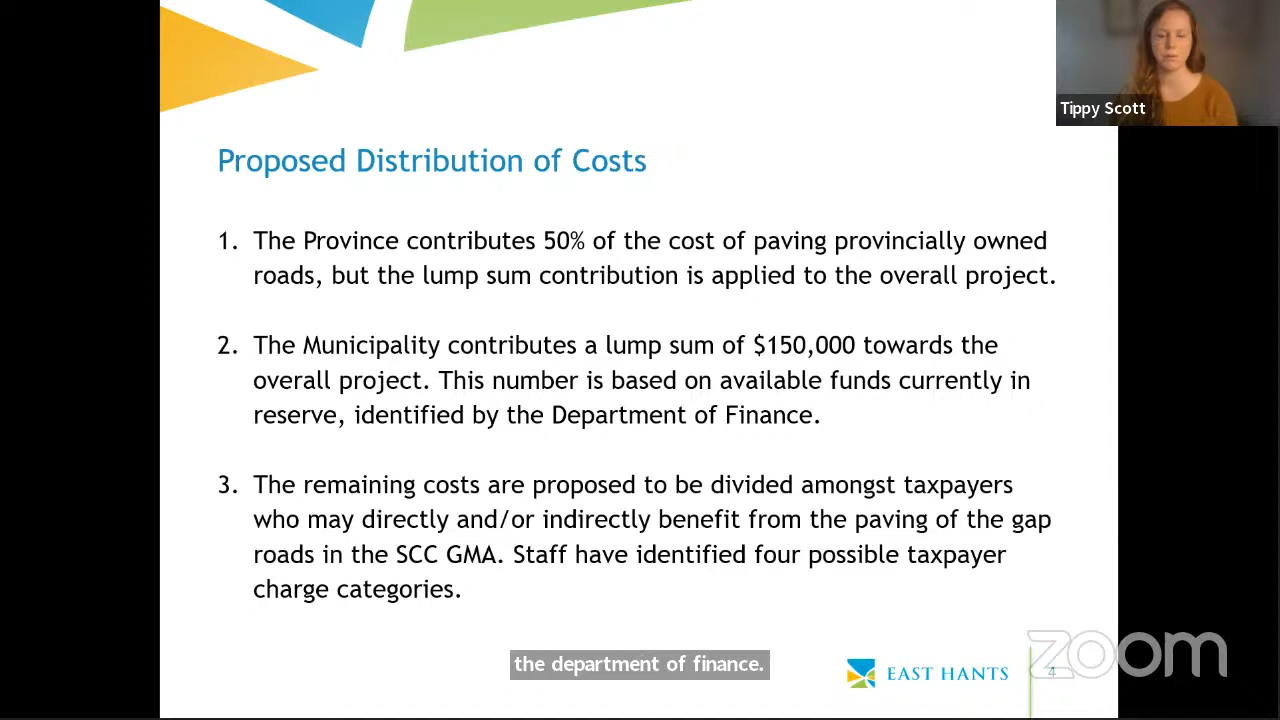 Tippy Scott
Proposed Distribution of Costs
1. The Province contributes 50% of the cost of paving provincially owned
roads, but the lump sum contribution is applied to the overall project.
2. The Municipality contributes a lump sum of $150,000 towards the
overall project. This number is based on available funds currently in
reserve, identified by the Department of Finance.
3. The remaining costs are proposed to be divided amongst taxpayers
who may directly and/or indirectly benefit from the paving of the gap
roads in the SCC GMA. Staff have identified four possible taxpayer
charge categories.
the department of finance.
EAST HANTS
4
zoom